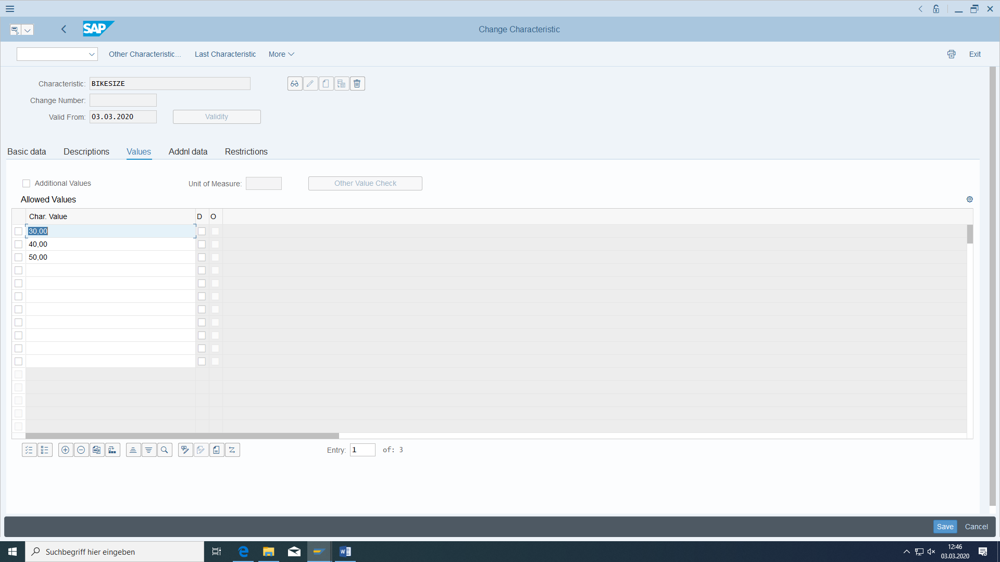 SAP
Change Characteristic
Other Characteristic...
Last Characteristic
More
Exit
Characteristic: BIKESIZE
Change Number:
Valid From: 03.03.2020
Validity
Basic data
Descriptions
Values
Addnl data
Restrictions
Additional Values
Unit of Measure:
Other Value Check
Allowed Values
Char. Value D O
30,00
40,00
50,00
Entry: 1 of: 3
Save
Cancel
Suchbegriff hier eingeben
12:46
03.03.2020